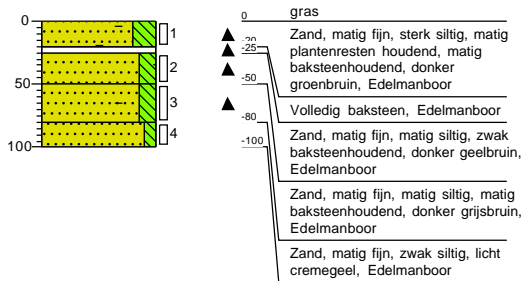 0
50
100
1
2
3
4
0
-20
-25
-50
-80
-100
gras
Zand, matig fijn, sterk siltig, matig
plantenresten houdend, matig
baksteenhoudend, donker
groenbruin, Edelmanboor
Volledig baksteen, Edelmanboor
Zand, matig fijn, matig siltig, zwak
baksteenhoudend, donker geelbruin,
Edelmanboor
Zand, matig fijn, matig siltig, matig
baksteenhoudend, donker grijsbruin,
Edelmanboor
Zand, matig fijn, zwak siltig, licht
cremegeel, Edelmanboor